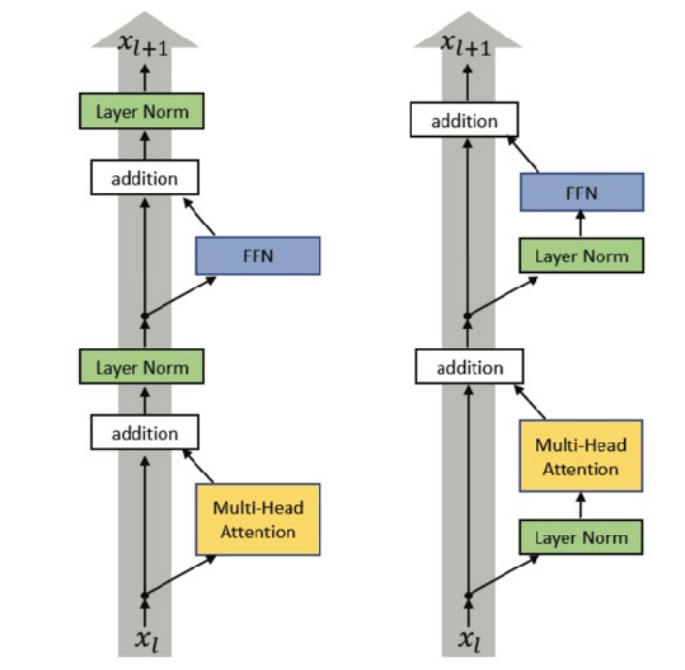 x_{l+1}
Layer Norm
addition
FFN
Layer Norm
addition
Multi-Head
Attention
x_l
x_{l+1}
addition
FFN
Layer Norm
addition
Multi-Head
Attention
Layer Norm
x_l